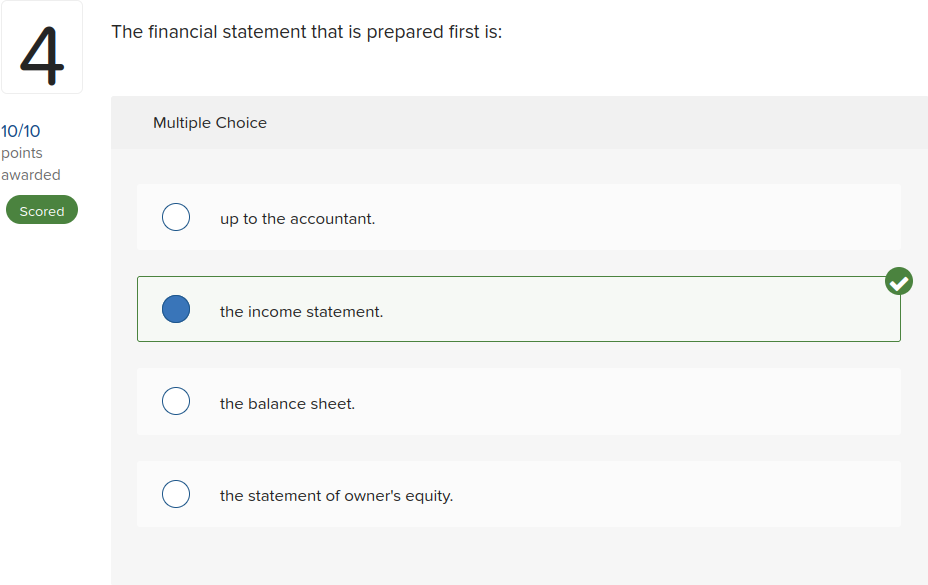 4
The financial statement that is prepared first is:
10/10
points
awarded
Scored
Multiple Choice
up to the accountant.
the income statement.
the balance sheet.
the statement of owner's equity.